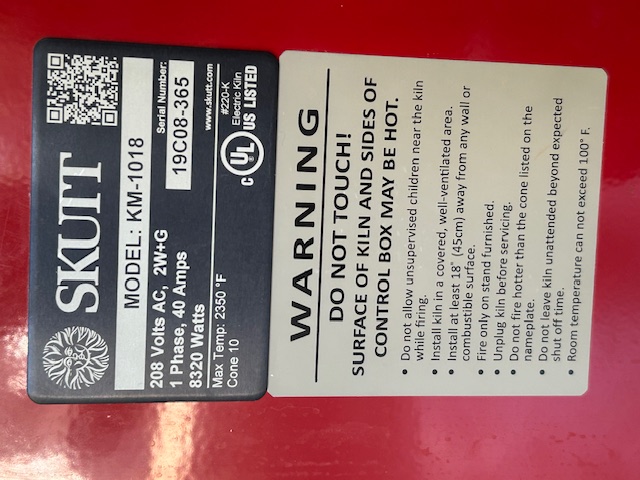 SKUTT
MODEL: KM-1018
208 Volts AC, 2W+G
1 Phase, 40 Amps
8320 Watts
Max Temp: 2350 °F
Cone 10
Serial Number:
19C08-365
www.skutt.com
#220-K
Electric Kiln
C UL US LISTED
WARNING
DO NOT TOUCH!
SURFACE OF KILN AND SIDES OF
CONTROL BOX MAY BE HOT.
• Do not allow unsupervised children near the kiln
while firing.
• Install kiln in a covered, well-ventilated area.
• Install at least 18" (45cm) away from any wall or
combustible surface.
• Fire only on stand furnished.
• Unplug kiln before servicing.
• Do not fire hotter than the cone listed on the
nameplate.
• Do not leave kiln unattended beyond expected
shut off time.
• Room temperature can not exceed 100° F.